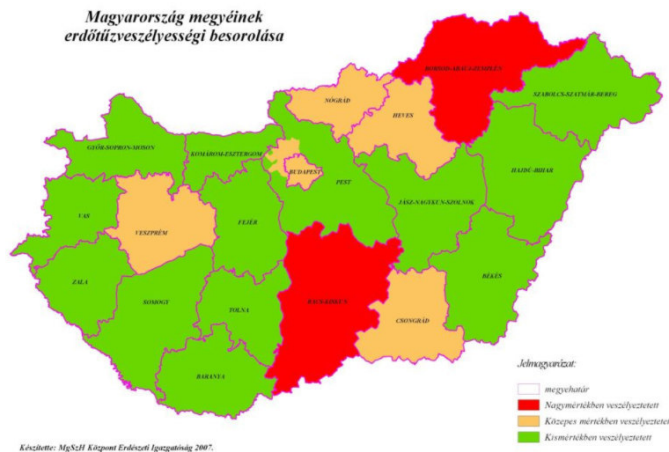 Magyarország megyéinek
erdőtűzveszélyességi besorolása
BORSOD-ABAÚJ-ZEMPLÉN
SZABOLCS-SZATMÁR-BEREG
NÓGRÁD
HEVES
GYŐR-SOPRON-MOSON
KOMÁROM-ESZTERGOM
BUDAPEST
PEST
HAJDÚ-BIHAR
JÁSZ-NAGYKUN-SZOLNOK
VAS
VESZPRÉM
FEJÉR
ZALA
SOMOGY
TOLNA
BÁCS-KISKUN
CSONGRÁD
BÉKÉS
BARANYA
Jelmagyarázat:
megyehatár
Nagymértékben veszélyeztetett
Közepes mértékben veszélyeztetett
Kismértékben veszélyeztetett
Készítette: MgSzH Központ Erdészeti Igazgatóság 2007.